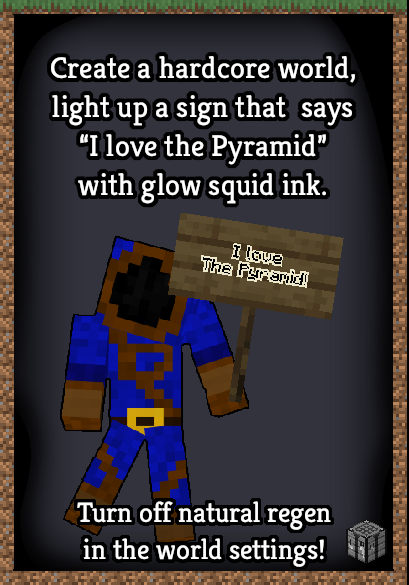 Create a hardcore world,
light up a sign that says
“I love the Pyramid”
with glow squid ink.
I love
The Pyramid!
Turn off natural regen
in the world settings!